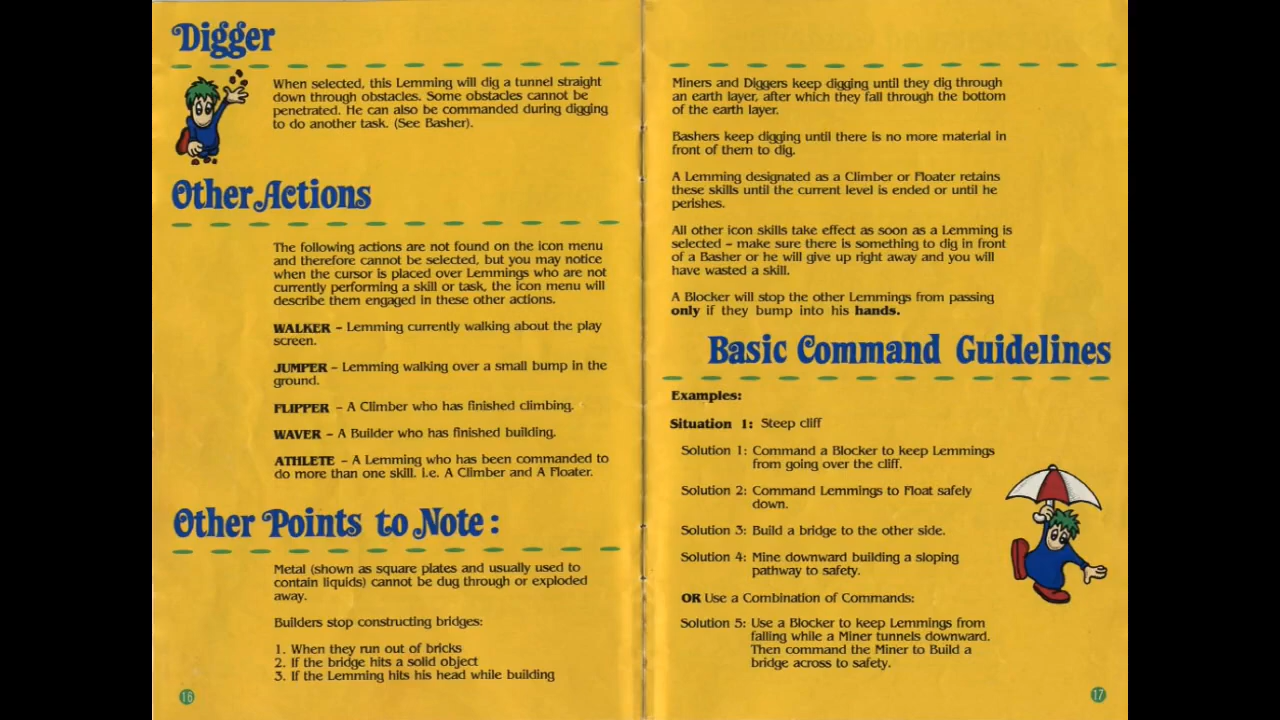 Digger
When selected, this Lemming will dig a tunnel straight
down through obstacles. Some obstacles cannot be
penetrated. He can also be commanded during digging
to do another task. (See Basher).
Other Actions
The following actions are not found on the icon menu
and therefore cannot be selected, but you may notice
when the cursor is placed over Lemmings who are not
currently performing a skill or task, the icon menu will
describe them engaged in these other actions.
WALKER – Lemming currently walking about the play
screen.
JUMPER – Lemming walking over a small bump in the
ground.
FLIPPER – A Climber who has finished climbing.
WAVER – A Builder who has finished building.
ATHLETE – A Lemming who has been commanded to
do more than one skill. I.e. A Climber and A Floater.
Other Points to Note :
Metal (shown as square plates and usually used to
contain liquids) cannot be dug through or exploded
away.
Builders stop constructing bridges:
1. When they run out of bricks
2. If the bridge hits a solid object
3. If the Lemming hits his head while building
16
Miners and Diggers keep digging until they dig through
an earth layer, after which they fall through the bottom
of the earth layer.
Bashers keep digging until there is no more material in
front of them to dig.
A Lemming designated as a Climber or Floater retains
these skills until the current level is ended or until he
perishes.
All other icon skills take effect as soon as a Lemming is
selected – make sure there is something to dig in front
of a Basher or he will give up right away and you will
have wasted a skill.
A Blocker will stop the other Lemmings from passing
only if they bump into his hands.
Basic Command Guidelines
Examples:
Situation 1: Steep cliff
Solution 1: Command a Blocker to keep Lemmings
from going over the cliff.
Solution 2: Command Lemmings to Float safely
down.
Solution 3: Build a bridge to the other side.
Solution 4: Mine downward building a sloping
pathway to safety.
OR Use a Combination of Commands:
Solution 5: Use a Blocker to keep Lemmings from
falling while a Miner tunnels downward.
Then command the Miner to Build a
bridge across to safety.
17